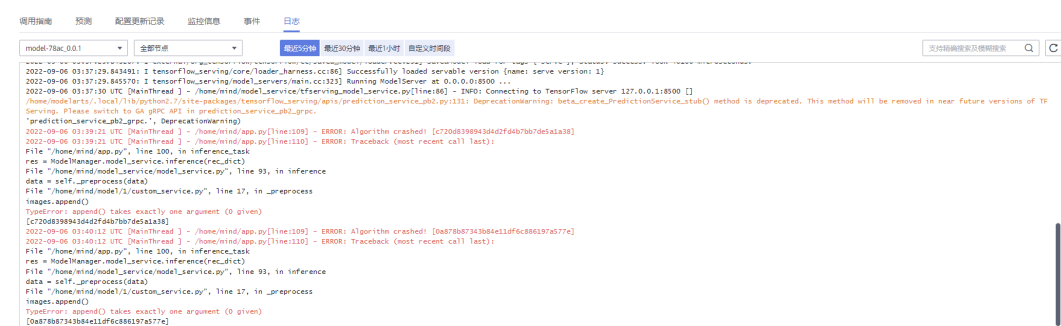 调用指南 预测 配置更新记录 监控信息 事件 日志
model-78ac_0.0.1 全部节点 最近5分钟 最近30分钟 最近1小时 自定义时间段 支持精确搜索及模糊搜索
2022-09-06 03:37:29.843491: I tensorflow_serving/core/loader_harness.cc:86] Successfully loaded servable version {name: serve version: 1}
2022-09-06 03:37:29.845570: I tensorflow_serving/model_servers/main.cc:323] Running ModelServer at 0.0.0.0:8500 ...
2022-09-06 03:37:30 UTC [MainThread ] - /home/mind/model_service/tfserving_model_service.py[line:86] - INFO: Connecting to TensorFlow server 127.0.0.1:8500 []
/home/modelarts/.local/lib/python2.7/site-packages/tensorflow_serving/apis/prediction_service_pb2.py:131: DeprecationWarning: beta_create_PredictionService_stub() method is deprecated. This method will be removed in near future versions of TF
Serving. Please switch to GA gRPC API in prediction_service_pb2_grpc.
'prediction_service_pb2_grpc.', DeprecationWarning)
2022-09-06 03:39:21 UTC [MainThread ] - /home/mind/app.py[line:109] - ERROR: Algorithm crashed! [c720d8398943d4d2fd4b7bb7de5a1a38]
2022-09-06 03:39:21 UTC [MainThread ] - /home/mind/app.py[line:110] - ERROR: Traceback (most recent call last):
File "/home/mind/app.py", line 100, in inference_task
res = ModelManager.model_service.inference(rec_dict)
File "/home/mind/model_service/model_service.py", line 93, in inference
data = self._preprocess(data)
File "/home/mind/model/1/custom_service.py", line 17, in _preprocess
images.append()
TypeError: append() takes exactly one argument (0 given)
[c720d8398943d4d2fd4b7bb7de5a1a38]
2022-09-06 03:40:12 UTC [MainThread ] - /home/mind/app.py[line:109] - ERROR: Algorithm crashed! [0a878b87343b84e11df6c886197a577e]
2022-09-06 03:40:12 UTC [MainThread ] - /home/mind/app.py[line:110] - ERROR: Traceback (most recent call last):
File "/home/mind/app.py", line 100, in inference_task
res = ModelManager.model_service.inference(rec_dict)
File "/home/mind/model_service/model_service.py", line 93, in inference
data = self._preprocess(data)
File "/home/mind/model/1/custom_service.py", line 17, in _preprocess
images.append()
TypeError: append() takes exactly one argument (0 given)
[0a878b87343b84e11df6c886197a577e]